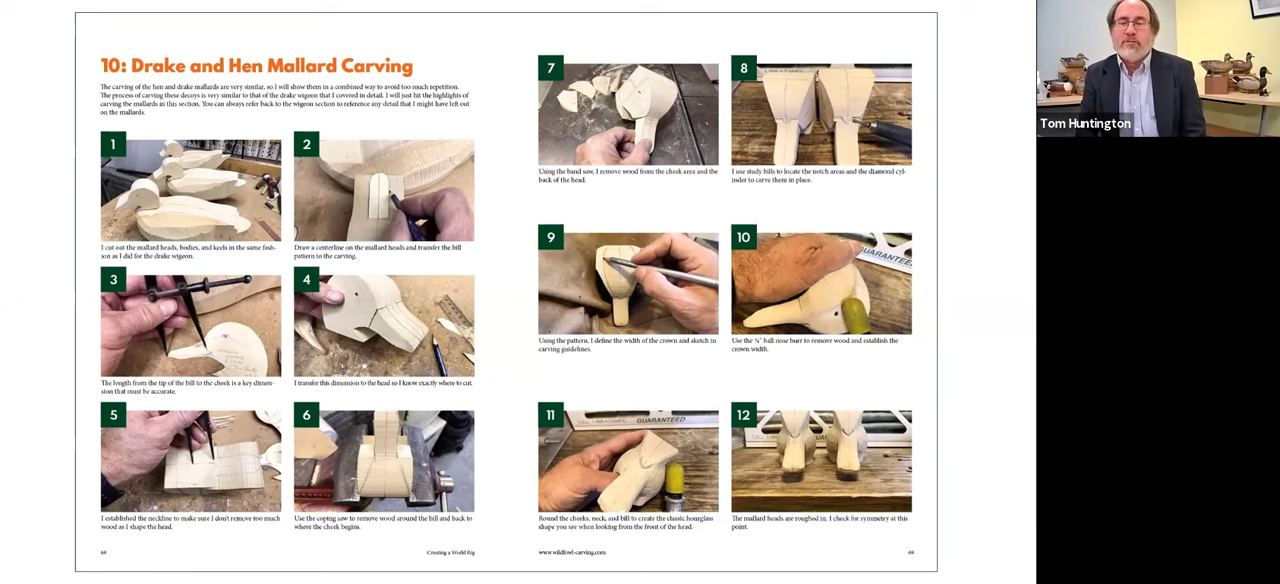 10: Drake and Hen Mallard Carving
The carving of the hen and drake mallards are very similar, so I will show them in a combined way to avoid too much repetition.
The process of carving these decoys is very similar to that of the drake wigeon that I covered in detail. I will just hit the highlights of
carving the mallards in this section. You can always refer back to the wigeon section to reference any detail that I might have left out
on the mallards.
1
2
I cut out the mallard heads, bodies, and keels in the same fash-
ion as I did for the drake wigeon.
Draw a centerline on the mallard heads and transfer the bill
pattern to the carving.
3
4
The length from the tip of the bill to the cheek is a key dimen-
sion that must be accurate.
I transfer this dimension to the head so I know exactly where to cut.
5
6
I established the neckline to make sure I don't remove too much
wood as I shape the head.
Use the coping saw to remove wood around the bill and back to
where the cheek begins.
68
Creating a World Rig
7
8
Using the band saw, I remove wood from the cheek area and the
back of the head.
I use study bills to locate the notch areas and the diamond cyl-
inder to carve them in place.
9
10
GUARANTEE
Using the pattern, I define the width of the crown and sketch in
carving guidelines.
Use the ¾" ball nose burr to remove wood and establish the
crown width.
11
12
GUARANTEED
Round the cheeks, neck, and bill to create the classic hourglass
shape you see when looking from the front of the head.
The mallard heads are roughed in. I check for symmetry at this
point.
www.wildfowl-carving.com
69
Tom Huntington